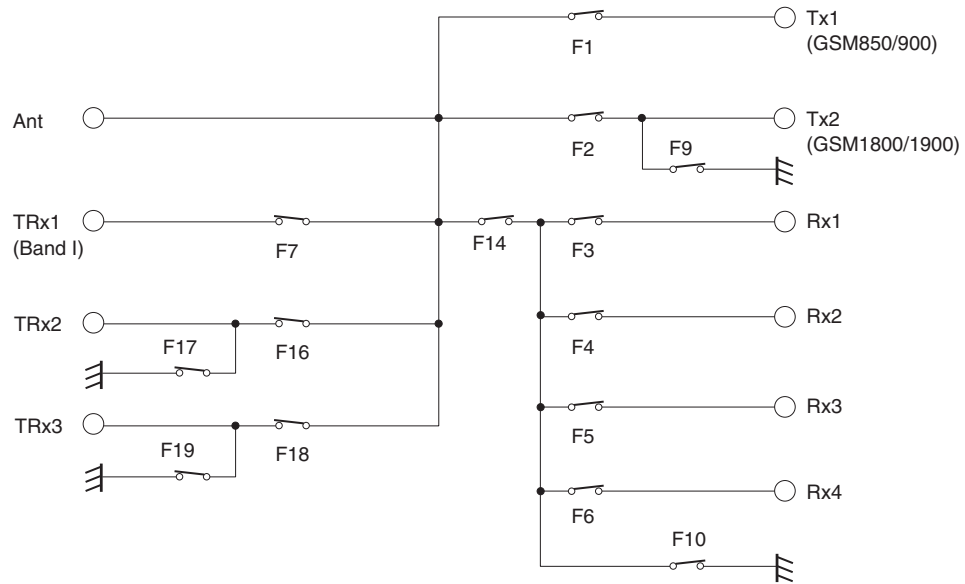 Tx1
(GSM850/900)
F1
Ant
Tx2
(GSM1800/1900)
F2
F9
TRx1
(Band I)
F7
F14
F3
Rx1
TRx2
F17
F16
F4
Rx2
TRx3
F19
F18
F5
Rx3
F6
Rx4
F10